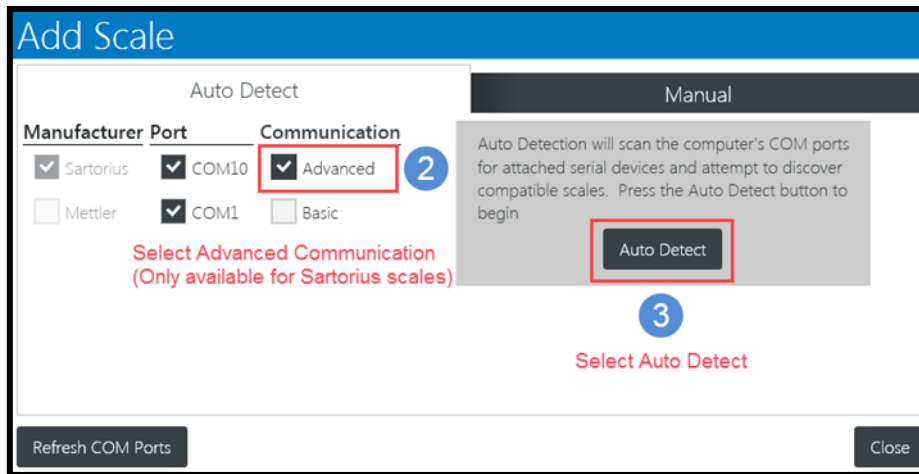 Add Scale
Auto Detect
Manual
Manufacturer Port Communication
Sartorius COM10 Advanced 2
Mettler COM1 Basic
Select Advanced Communication
(Only available for Sartorius scales)
Auto Detection will scan the computer's COM ports
for attached serial devices and attempt to discover
compatible scales. Press the Auto Detect button to
begin
Auto Detect
3
Select Auto Detect
Refresh COM Ports
Close